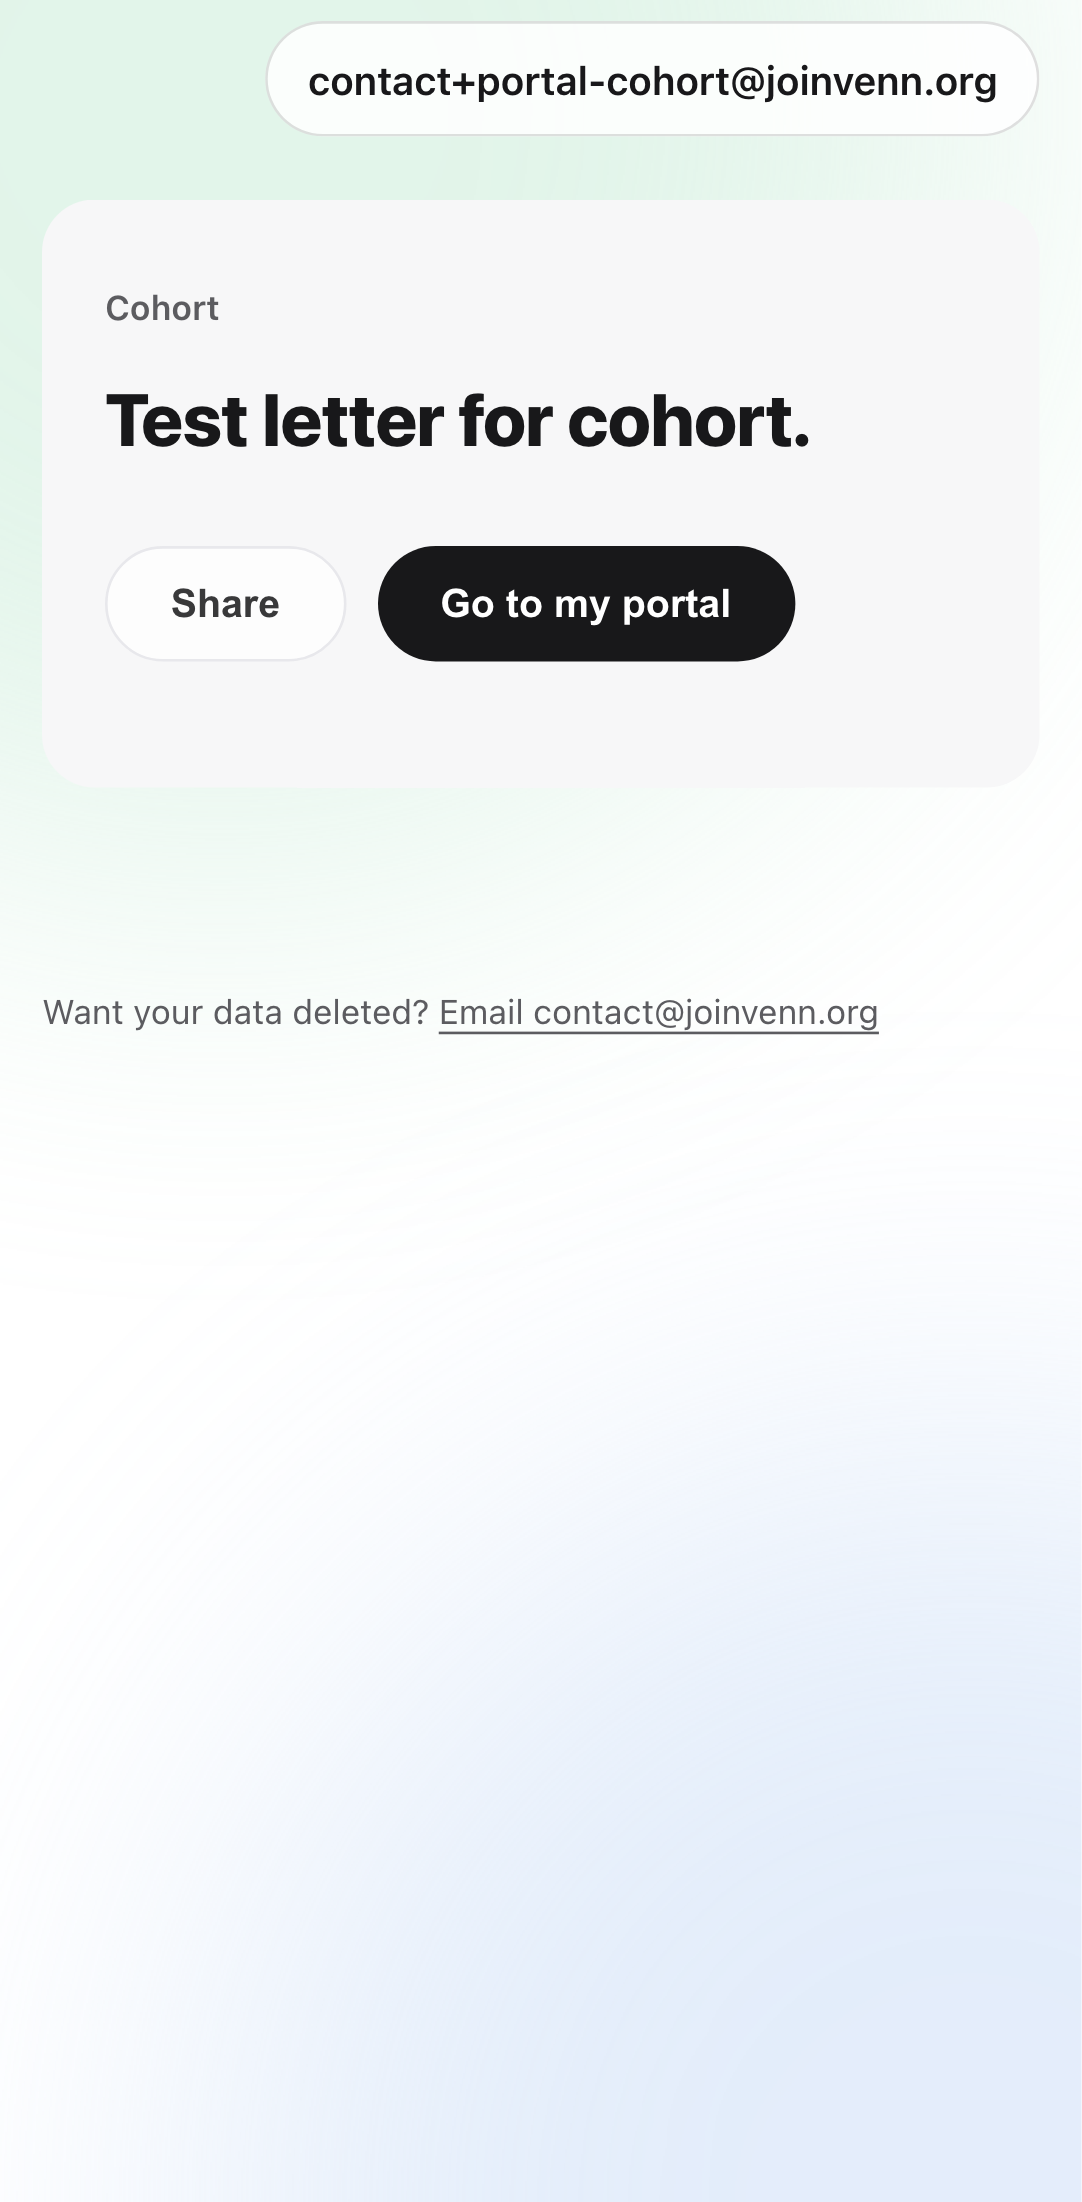 contact+portal-cohort@joinvenn.org
Cohort
Test letter for cohort.
Share
Go to my portal
Want your data deleted? Email contact@joinvenn.org